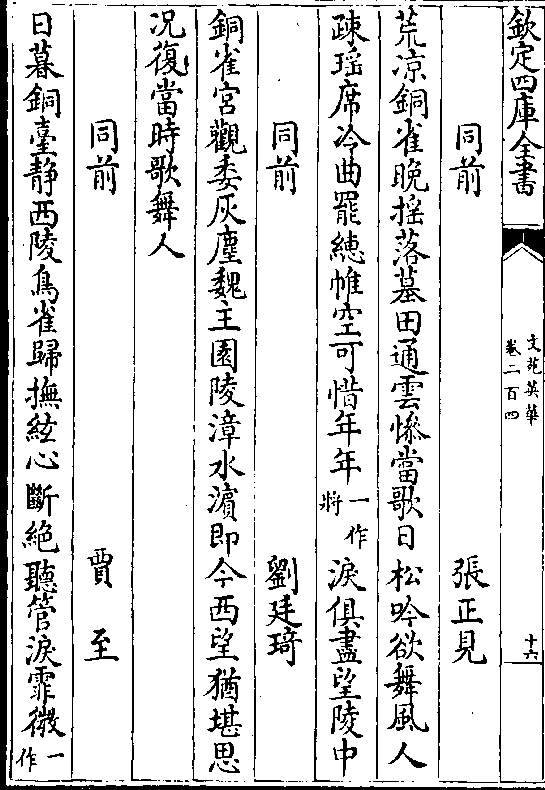 欽定四庫全書
文苑英華
卷二百四
十六
同前 張正見
荒凉銅雀晚揺落墓田通雲慘當歌日松吟欲舞風人
疎瑶席冷曲罷繐帷空可惜年年一作將淚俱盡望陵中
同前 劉廷琦
銅雀宫觀委灰塵魏主園陵漳水濵即今西望猶堪思
况復當時歌舞人
同前 賈至
日暮銅臺静西陵鳥雀歸撫絃心斷絶聽管淚霏微一作